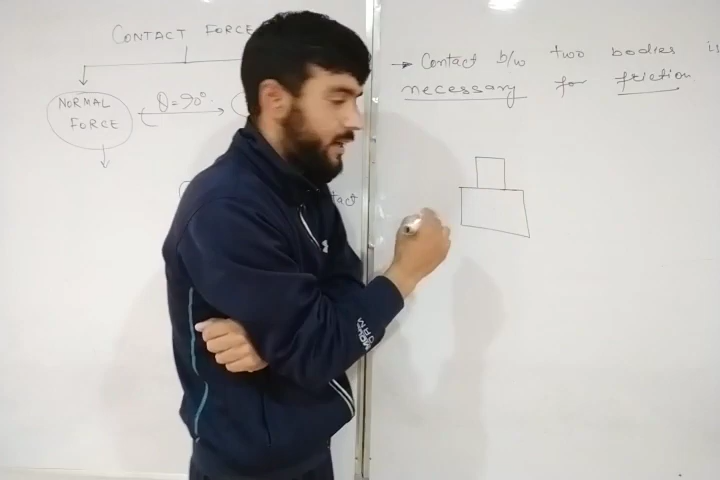 CONTACT FORCE
NORMAL
FORCE
θ=90°.
→ Contact b/w two bodies is
necessary for friction.